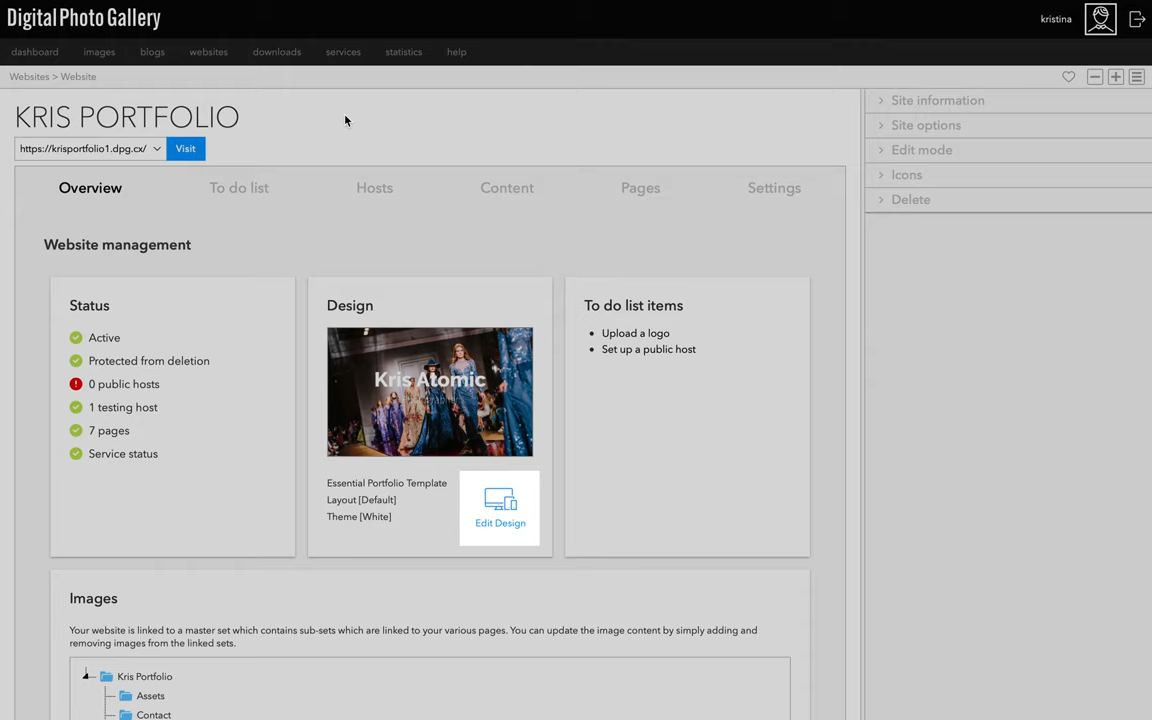 Digital Photo Gallery
kristina
dashboard images blogs websites downloads services statistics help
Websites > Website
KRIS PORTFOLIO
https://krisportfolio1.dpg.cx/ Visit
Overview To do list Hosts Content Pages Settings
Website management
Status
Active
Protected from deletion
0 public hosts
1 testing host
7 pages
Service status
Design
Kris Atomic
Essential Portfolio Template
Layout [Default]
Theme [White]
Edit Design
To do list items
Upload a logo
Set up a public host
Images
Your website is linked to a master set which contains sub-sets which are linked to your various pages. You can update the image content by simply adding and
removing images from the linked sets.
Kris Portfolio
Assets
Contact
Site information
Site options
Edit mode
Icons
Delete